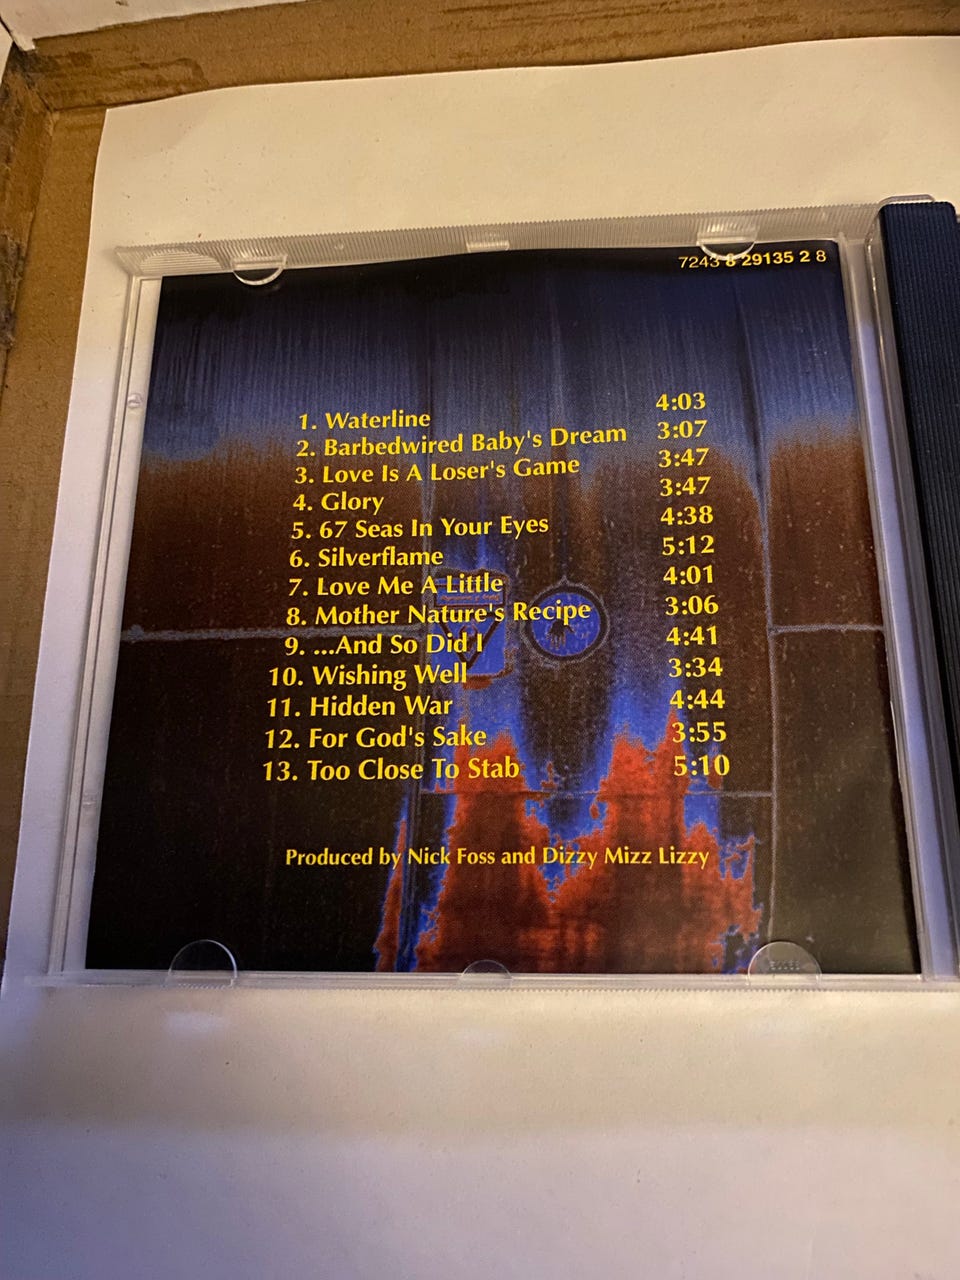 7243 8 29135 2 8
1. Waterline 4:03
2. Barbedwired Baby's Dream 3:07
3. Love Is A Loser's Game 3:47
4. Glory 3:47
5. 67 Seas In Your Eyes 4:38
6. Silverflame 5:12
7. Love Me A Little 4:01
8. Mother Nature's Recipe 3:06
9. ...And So Did I 4:41
10. Wishing Well 3:34
11. Hidden War 4:44
12. For God's Sake 3:55
13. Too Close To Stab 5:10
Produced by Nick Foss and Dizzy Mizz Lizzy